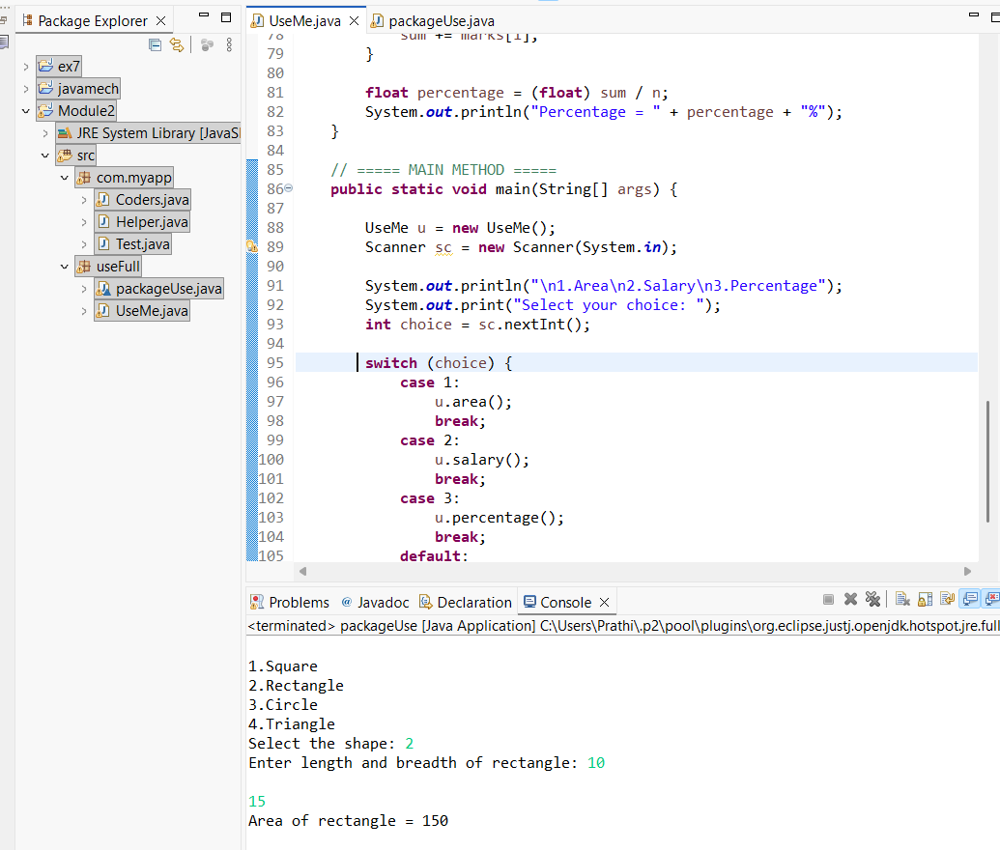 Package Explorer
ex7
javamech
Module2
JRE System Library [JavaS
src
com.myapp
Coders.java
Helper.java
Test.java
useFull
packageUse.java
UseMe.java
UseMe.java packageUse.java
78 sum += marks[i];
79 }
80
81 float percentage = (float) sum / n;
82 System.out.println("Percentage = " + percentage + "%");
83 }
84
85 // ===== MAIN METHOD =====
86 public static void main(String[] args) {
87
88 UseMe u = new UseMe();
89 Scanner sc = new Scanner(System.in);
90
91 System.out.println("\n1.Area\n2.Salary\n3.Percentage");
92 System.out.print("Select your choice: ");
93 int choice = sc.nextInt();
94
95 switch (choice) {
96 case 1:
97 u.area();
98 break;
99 case 2:
100 u.salary();
101 break;
102 case 3:
103 u.percentage();
104 break;
105 default:
Problems @ Javadoc Declaration Console
<terminated> packageUse [Java Application] C:\Users\Prathi\.p2\pool\plugins\org.eclipse.justj.openjdk.hotspot.jre.full
1.Square
2.Rectangle
3.Circle
4.Triangle
Select the shape: 2
Enter length and breadth of rectangle: 10
15
Area of rectangle = 150